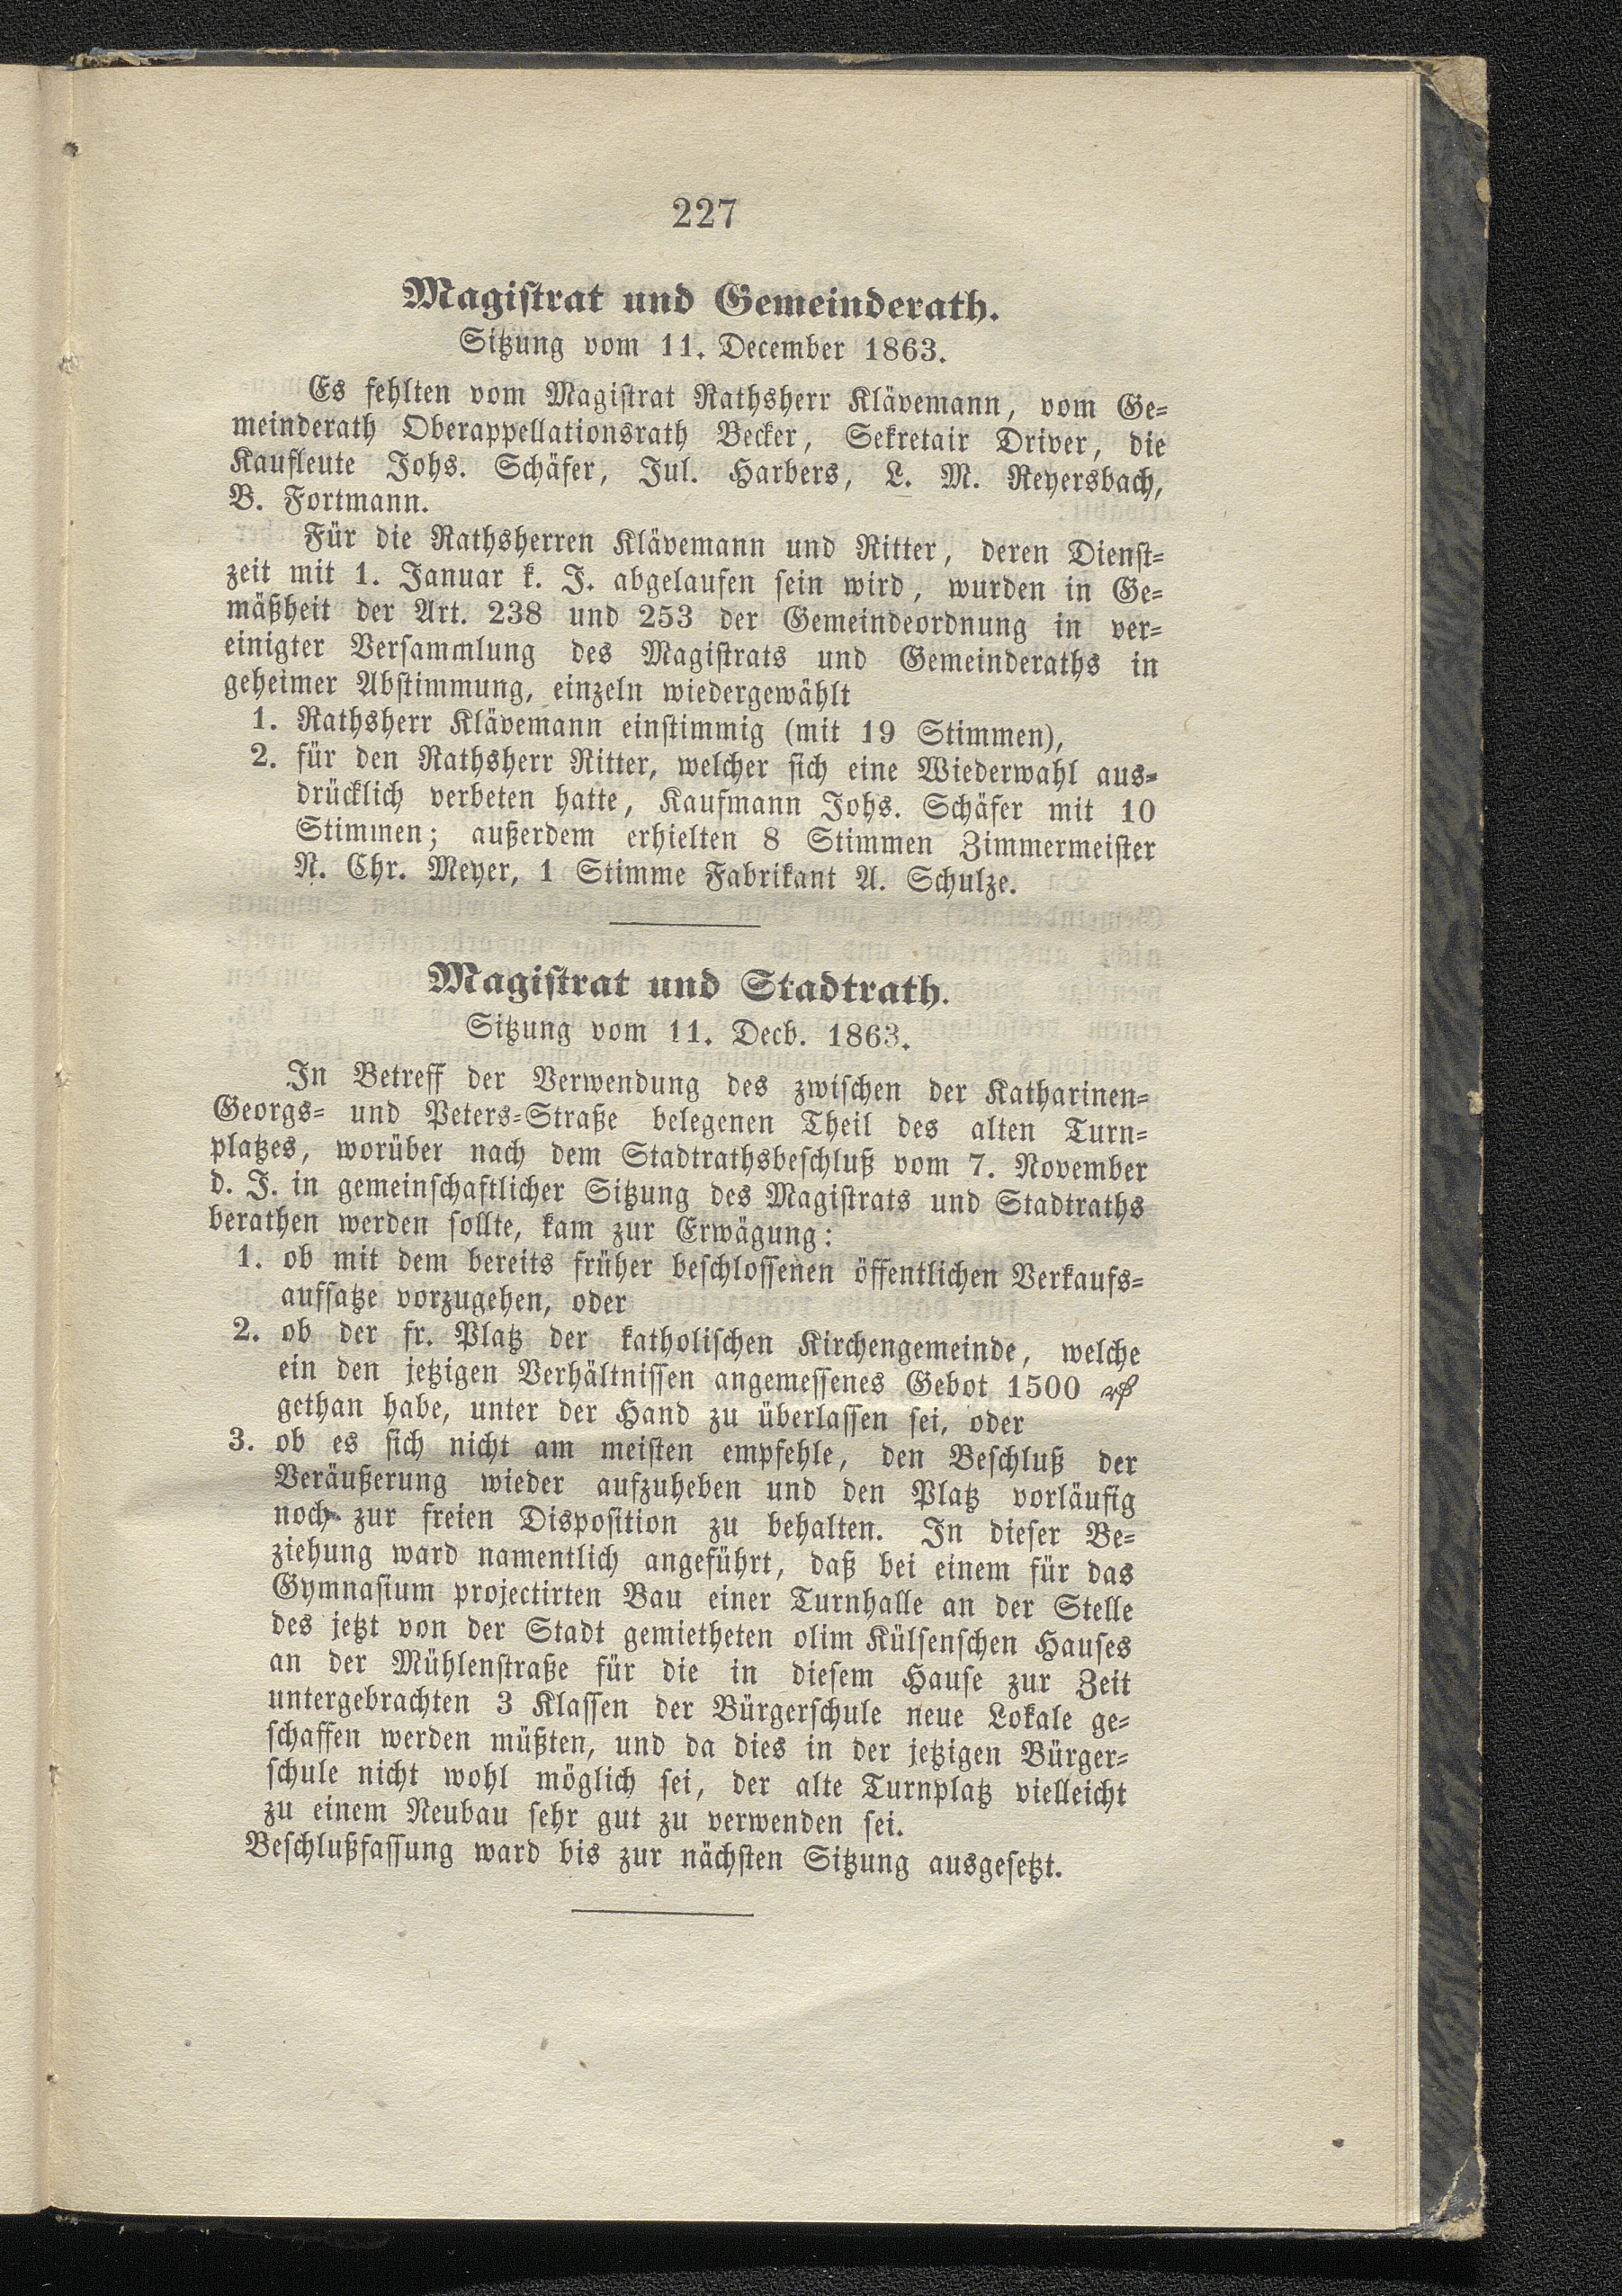 227
Magistrat und Gemeinderath.
Sitzung vom 11. December 1863.
Es fehlten vom Magistrat Rathsherr Klävemann, vom Ge-
meinderath Oberappellationsrath Becker, Sekretair Driver, die
Kaufleute Johs. Schäfer, Jul. Harbers, L. M. Reyersbach,
B. Fortmann.
Für die Rathsherren Klävemann und Ritter, deren Dienst-
zeit mit 1. Januar k. J. abgelaufen sein wird, wurden in Ge-
mäßheit der Art. 238 und 253 der Gemeindeordnung in ver-
einigter Versammlung des Magistrats und Gemeinderaths in
geheimer Abstimmung, einzeln wiedergewählt
1. Rathsherr Klävemann einstimmig (mit 19 Stimmen),
2. für den Rathsherr Ritter, welcher sich eine Wiederwahl aus-
drücklich verbeten hatte, Kaufmann Johs. Schäfer mit 10
Stimmen; außerdem erhielten 8 Stimmen Zimmermeister
N. Chr. Meyer, 1 Stimme Fabrikant A. Schulze.
Magistrat und Stadtrath.
Sitzung vom 11. Decb. 1863.
In Betreff der Verwendung des zwischen der Katharinen-
Georgs- und Peters-Straße belegenen Theil des alten Turn-
platzes, worüber nach dem Stadtrathsbeschluß vom 7. November
d. J. in gemeinschaftlicher Sitzung des Magistrats und Stadtraths
berathen werden sollte, kam zur Erwägung:
1. ob mit dem bereits früher beschlossenen öffentlichen Verkaufs-
aufsatze vorzugehen, oder
2. ob der fr. Platz der katholischen Kirchengemeinde, welche
ein den jetzigen Verhältnissen angemessenes Gebot 1500 ₰
gethan habe, unter der Hand zu überlassen sei, oder
3. ob es sich nicht am meisten empfehle, den Beschluß der
Veräußerung wieder aufzuheben und den Platz vorläufig
noch zur freien Disposition zu behalten. In dieser Be-
ziehung ward namentlich angeführt, daß bei einem für das
Gymnasium projectirten Bau einer Turnhalle an der Stelle
des jetzt von der Stadt gemietheten olim Külsenschen Hauses
an der Mühlenstraße für die in diesem Hause zur Zeit
untergebrachten 3 Klassen der Bürgerschule neue Lokale ge-
schaffen werden müßten, und da dies in der jetzigen Bürger-
schule nicht wohl möglich sei, der alte Turnplatz vielleicht
zu einem Neubau sehr gut zu verwenden sei.
Beschlußfassung ward bis zur nächsten Sitzung ausgesetzt.